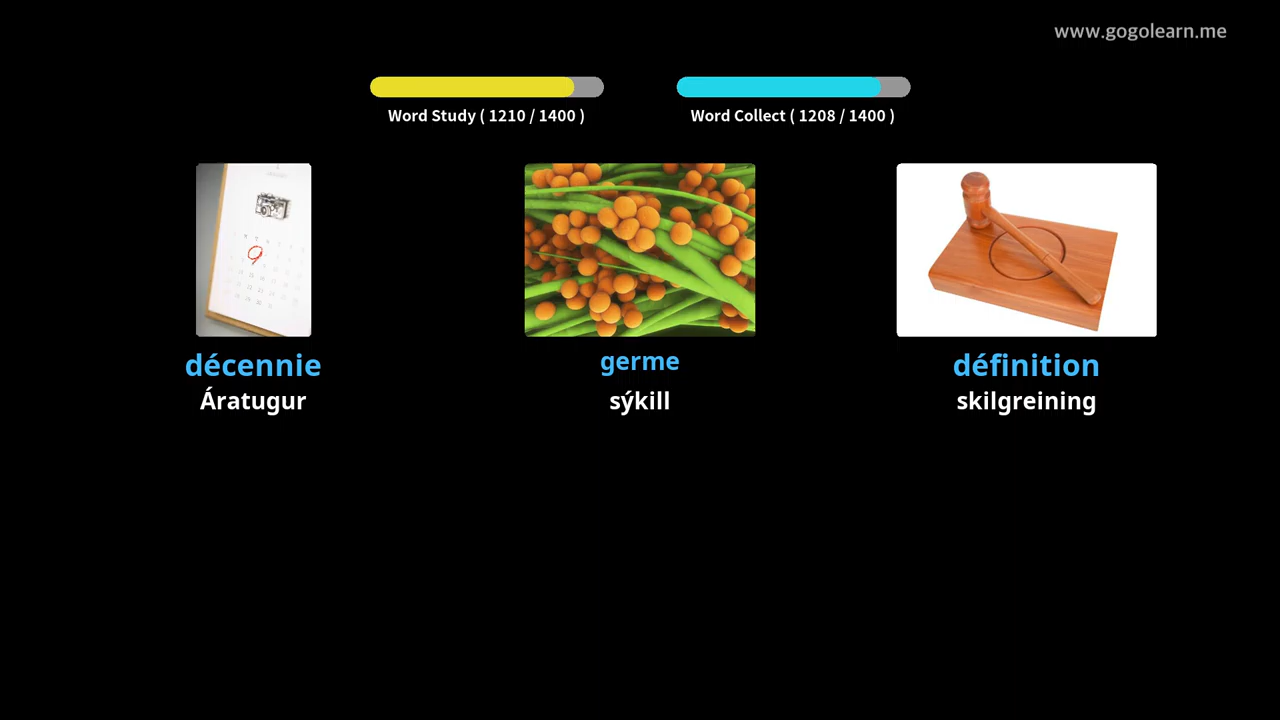 www.gogolearn.me
Word Study ( 1210 / 1400 )
Word Collect ( 1208 / 1400 )
décennie
germe
définition
Áratugur
sýkill
skilgreining